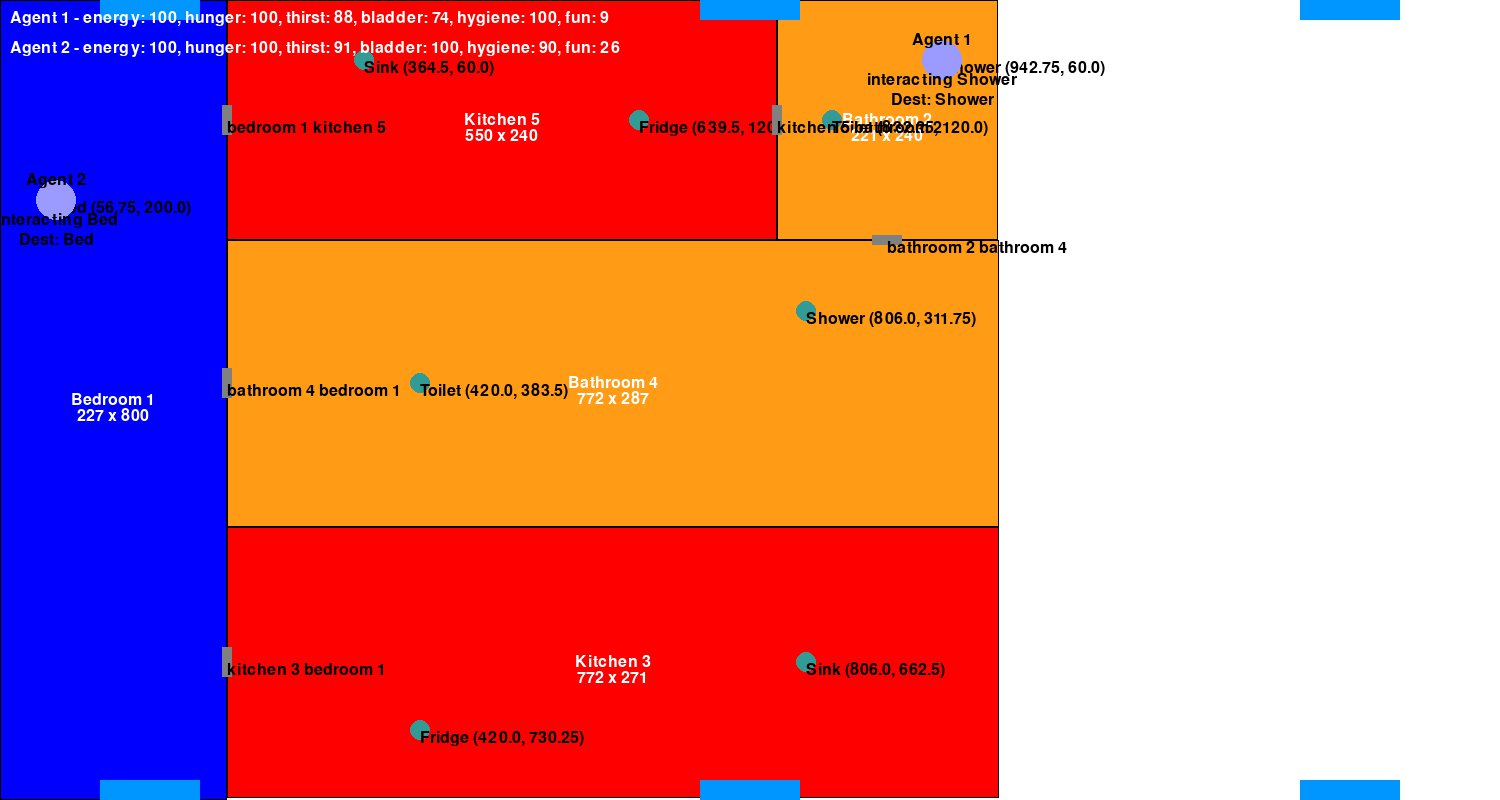 Agent 1 - energy: 100, hunger: 100, thirst: 88, bladder: 74, hygiene: 100, fun: 9
Agent 2 - energy: 100, hunger: 100, thirst: 91, bladder: 100, hygiene: 90, fun: 26
Agent 1
Sink (364.5, 60.0)
(942.75, 60.0)
interacting Shower
Dest: Shower
Kitchen 5
550 x 240
bedroom 1 kitchen 5
Fridge (639.5, 120
Bathroom 2
221 x 240
120.0)
Agent 2
(56.75, 200.0)
interacting Bed
Dest: Bed
bathroom 2 bathroom 4
Shower (806.0, 311.75)
Bathroom 4
772 x 287
bathroom 4 bedroom 1
Toilet (420.0, 383.5)
Bedroom 1
227 x 800
Kitchen 3
772 x 271
kitchen 3 bedroom 1
Sink (806.0, 662.5)
Fridge (420.0, 730.25)